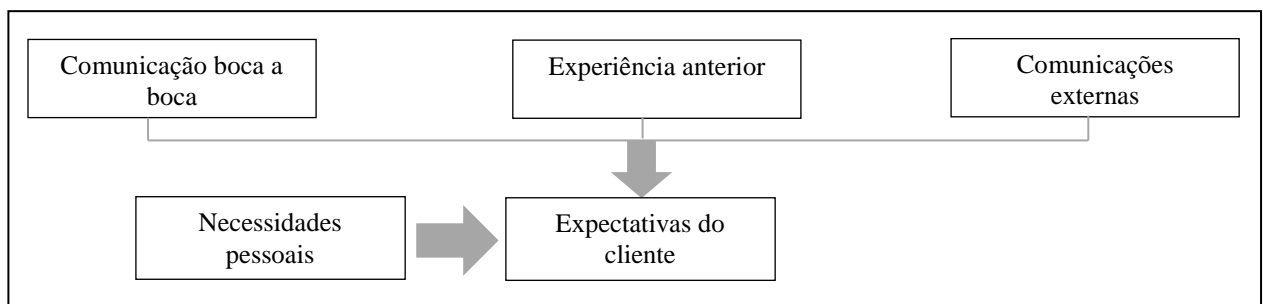 Comunicação boca a
boca
Experiência anterior
Comunicações
externas
Necessidades
pessoais
Expectativas do
cliente